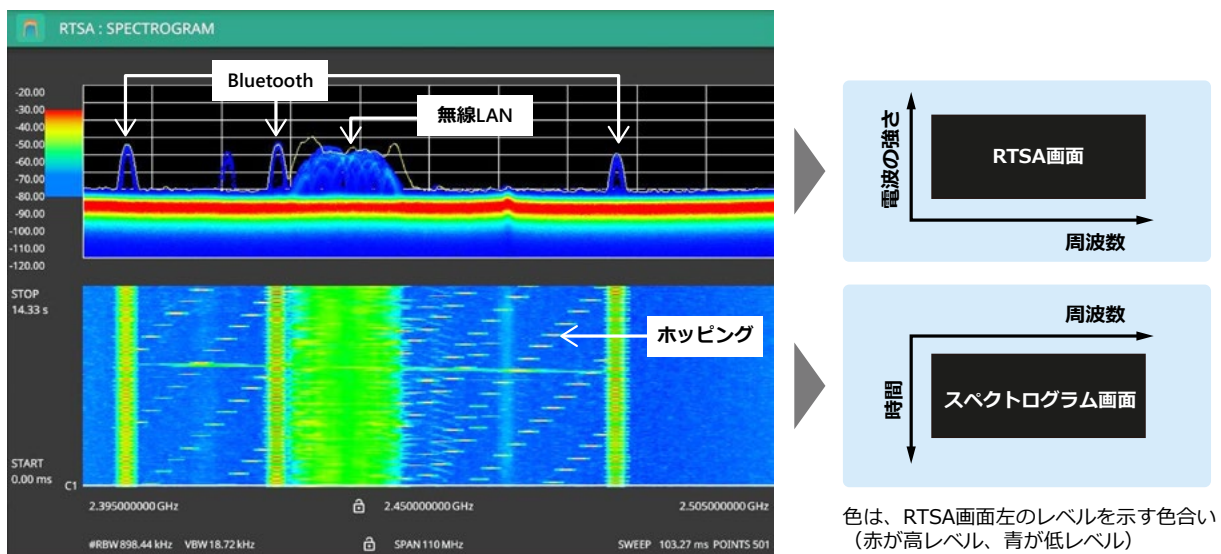 RTSA : SPECTROGRAM
Bluetooth
無線LAN
-20.00
-30.00
-40.00
-50.00
-60.00
-70.00
-80.00
-90.00
-100.00
-110.00
-120.00
STOP
14.33 s
ホッピング
START
0.00 ms
C1
2.395000000 GHz
2.450000000 GHz
2.505000000 GHz
#RBW 898.44 kHz VBW 18.72 kHz
SPAN 110 MHz
SWEEP 103.27 ms POINTS 501
電波の強さ
RTSA画面
周波数
周波数
時間
スペクトログラム画面
色は、RTSA画面左のレベルを示す色合い
（赤が高レベル、青が低レベル）